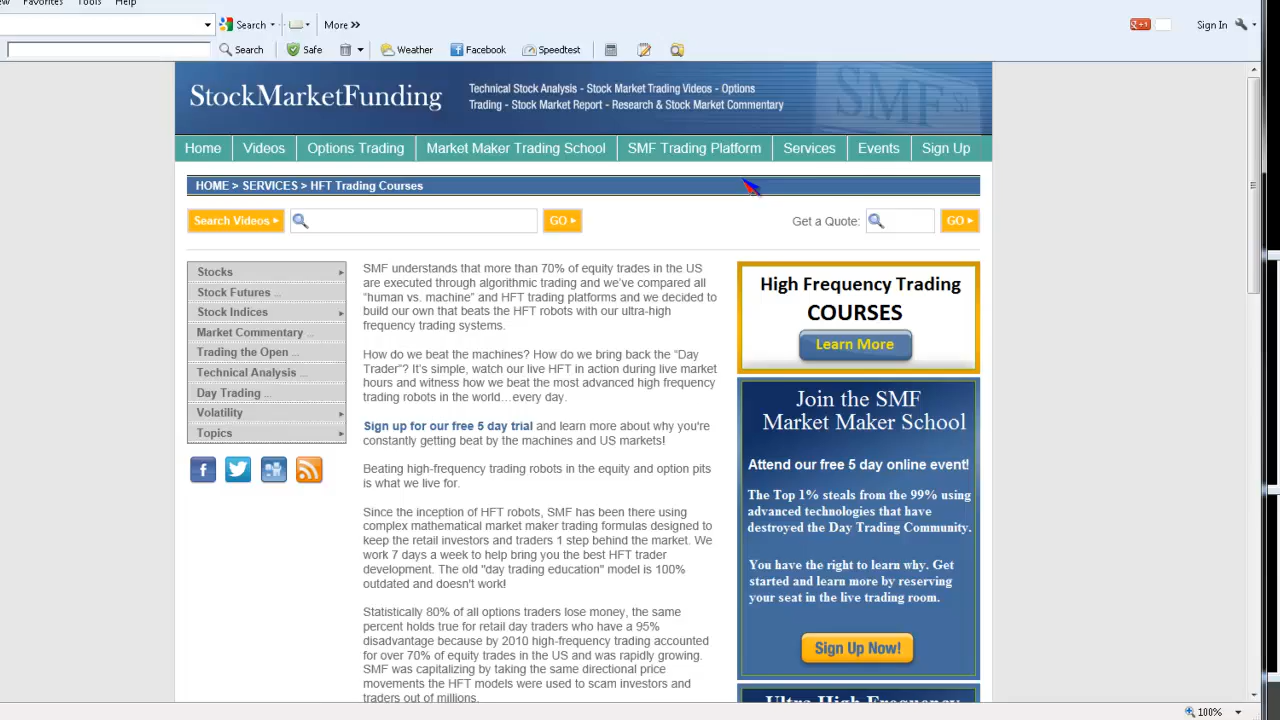 Favorites Tools Help
Search More >>
Sign In
Search Safe Weather Facebook Speedtest
StockMarketFunding
Technical Stock Analysis - Stock Market Trading Videos - Options
Trading - Stock Market Report - Research & Stock Market Commentary
SMF
Home Videos Options Trading Market Maker Trading School SMF Trading Platform Services Events Sign Up
HOME > SERVICES > HFT Trading Courses
Search Videos GO Get a Quote: GO
Stocks
Stock Futures ...
Stock Indices
Market Commentary ...
Trading the Open ...
Technical Analysis ...
Day Trading ...
Volatility
Topics
SMF understands that more than 70% of equity trades in the US
are executed through algorithmic trading and we've compared all
“human vs. machine” and HFT trading platforms and we decided to
build our own that beats the HFT robots with our ultra-high
frequency trading systems.
How do we beat the machines? How do we bring back the “Day
Trader”? It’s simple, watch our live HFT in action during live market
hours and witness how we beat the most advanced high frequency
trading robots in the world…every day.
Sign up for our free 5 day trial and learn more about why you're
constantly getting beat by the machines and US markets!
Beating high-frequency trading robots in the equity and option pits
is what we live for.
Since the inception of HFT robots, SMF has been there using
complex mathematical market maker trading formulas designed to
keep the retail investors and traders 1 step behind the market. We
work 7 days a week to help bring you the best HFT trader
development. The old "day trading education" model is 100%
outdated and doesn't work!
Statistically 80% of all options traders lose money, the same
percent holds true for retail day traders who have a 95%
disadvantage because by 2010 high-frequency trading accounted
for over 70% of equity trades in the US and was rapidly growing.
SMF was capitalizing by taking the same directional price
movements the HFT models were used to scam investors and
traders out of millions.
High Frequency Trading
COURSES
Learn More
Join the SMF
Market Maker School
Attend our free 5 day online event!
The Top 1% steals from the 99% using
advanced technologies that have
destroyed the Day Trading Community.
You have the right to learn why. Get
started and learn more by reserving
your seat in the live trading room.
Sign Up Now!
Ultra High Frequency
100%